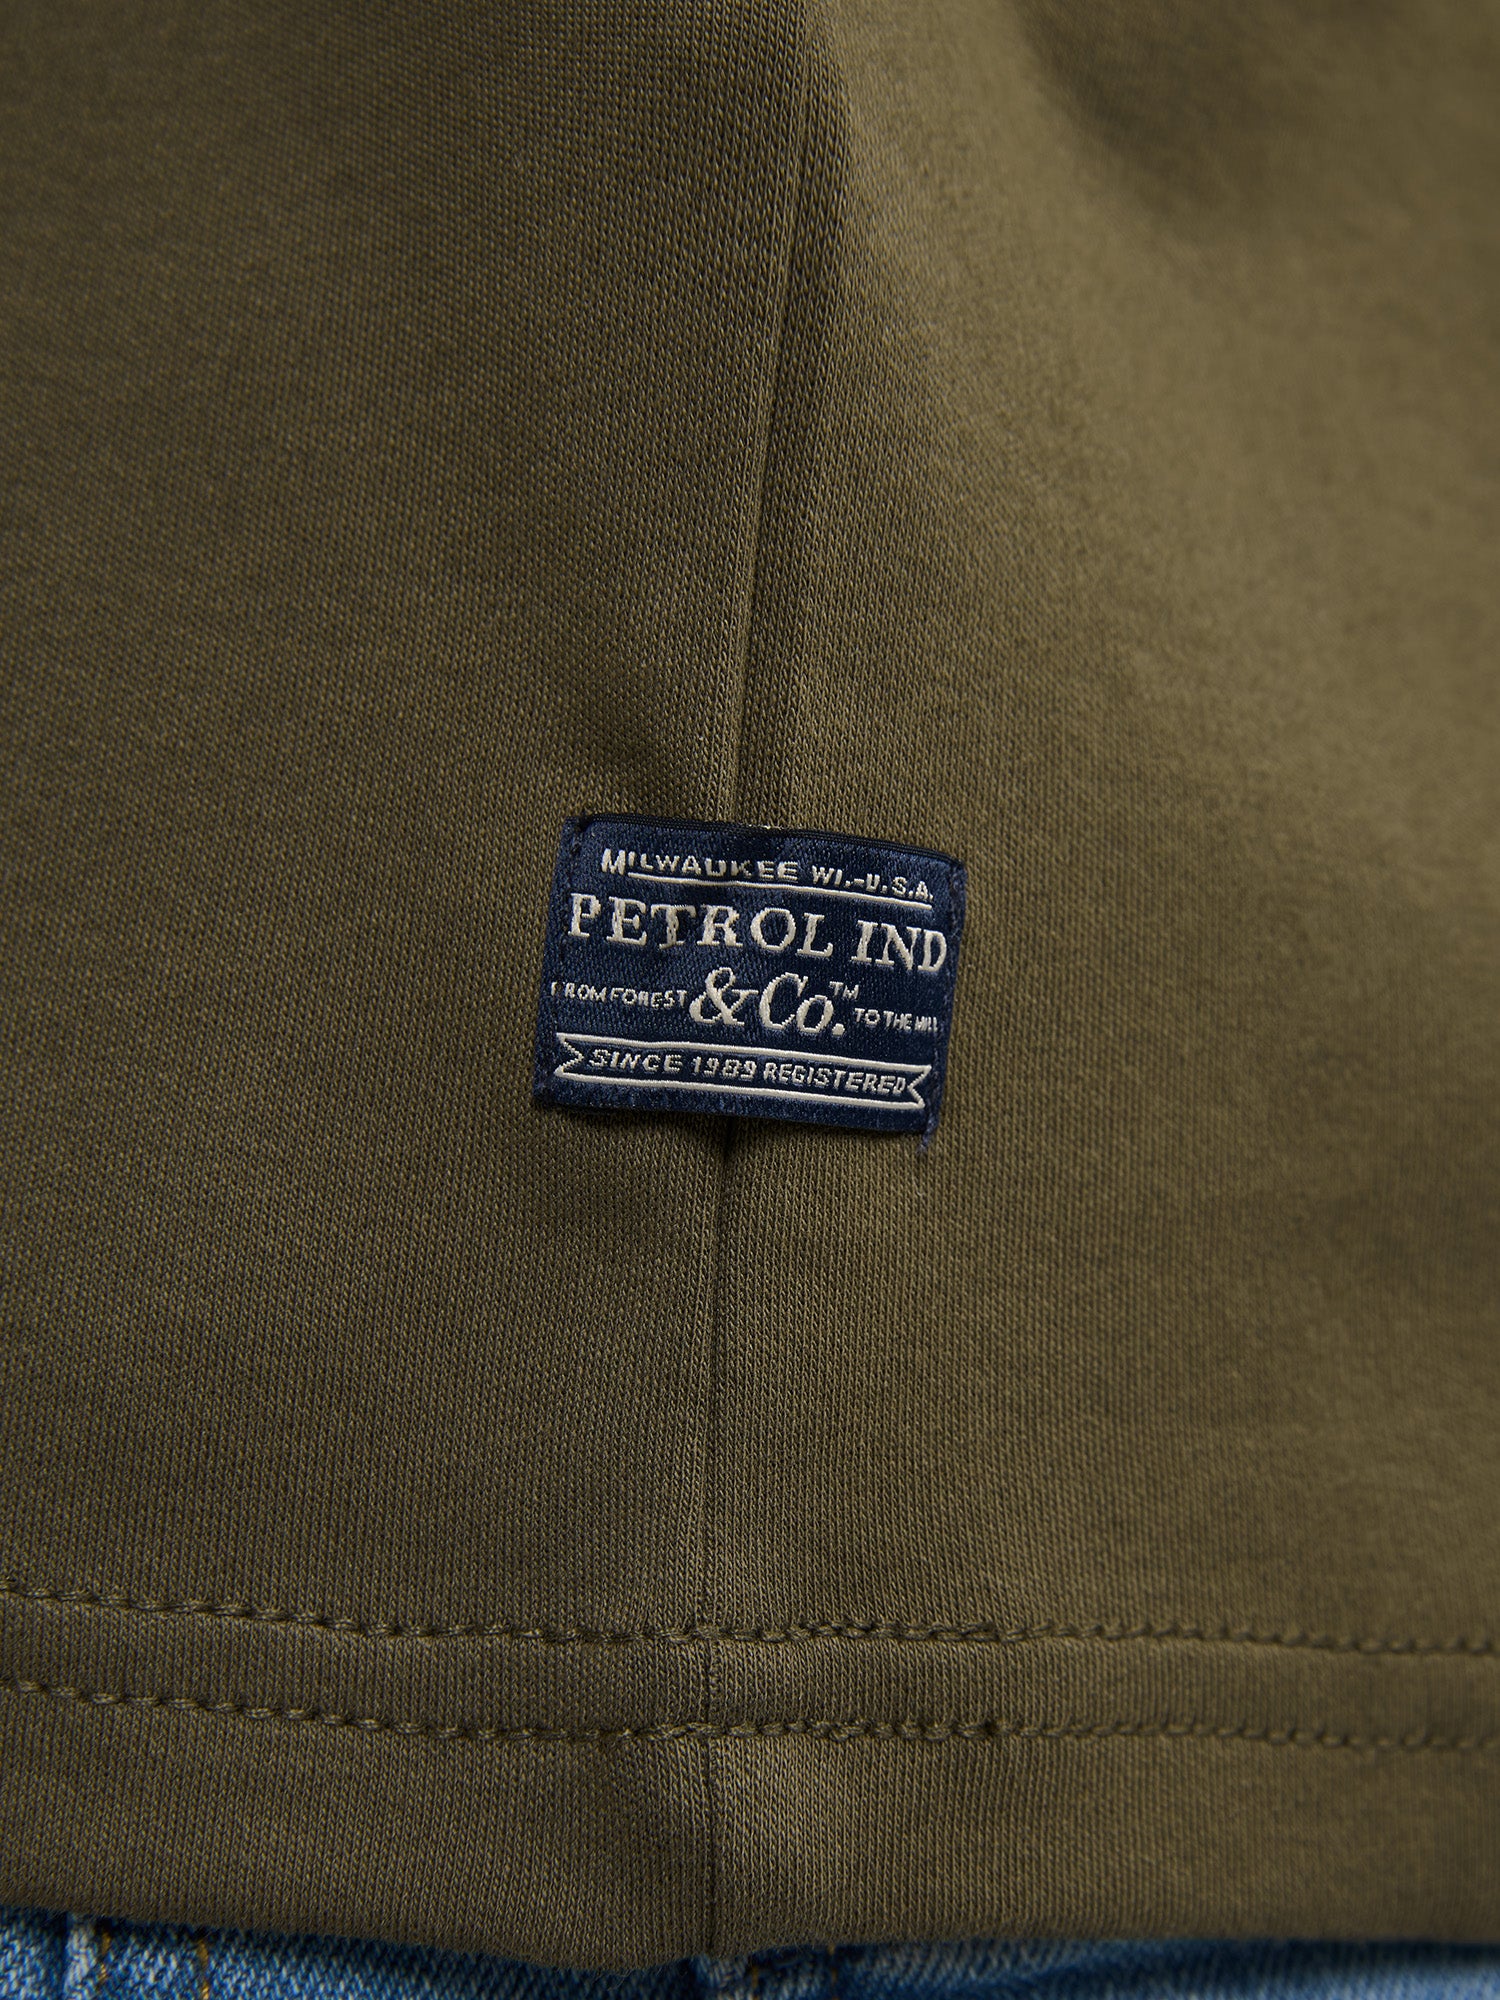 MILWAUKEE WI.-U.S.A.
PETROL IND
FROM FOREST &Co.™ TO THE MILL
SINCE 1989 REGISTERED